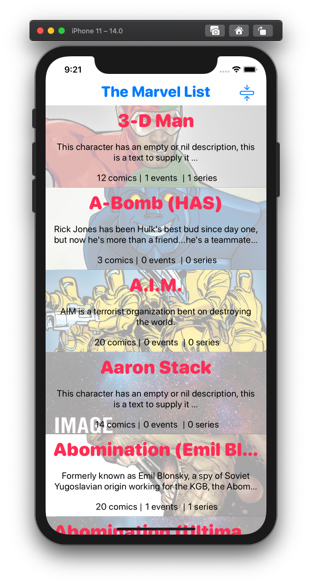 iPhone 11 – 14.0
9:21
The Marvel List
3-D Man
This character has an empty or nil description, this
is a text to supply it ...
12 comics | 1 events | 1 series
A-Bomb (HAS)
Rick Jones has been Hulk's best bud since day one,
but now he's more than a friend...he's a teammate...
3 comics | 0 events | 0 series
A.I.M.
AIM is a terrorist organization bent on destroying
the world.
20 comics | 0 events | 0 series
Aaron Stack
This character has an empty or nil description, this
is a text to supply it ...
IMAGE
14 comics | 0 events | 0 series
Abomination (Emil Bl...
Formerly known as Emil Blonsky, a spy of Soviet
Yugoslavian origin working for the KGB, the Abom...
20 comics | 1 events | 1 series
Abomination (Ultima...